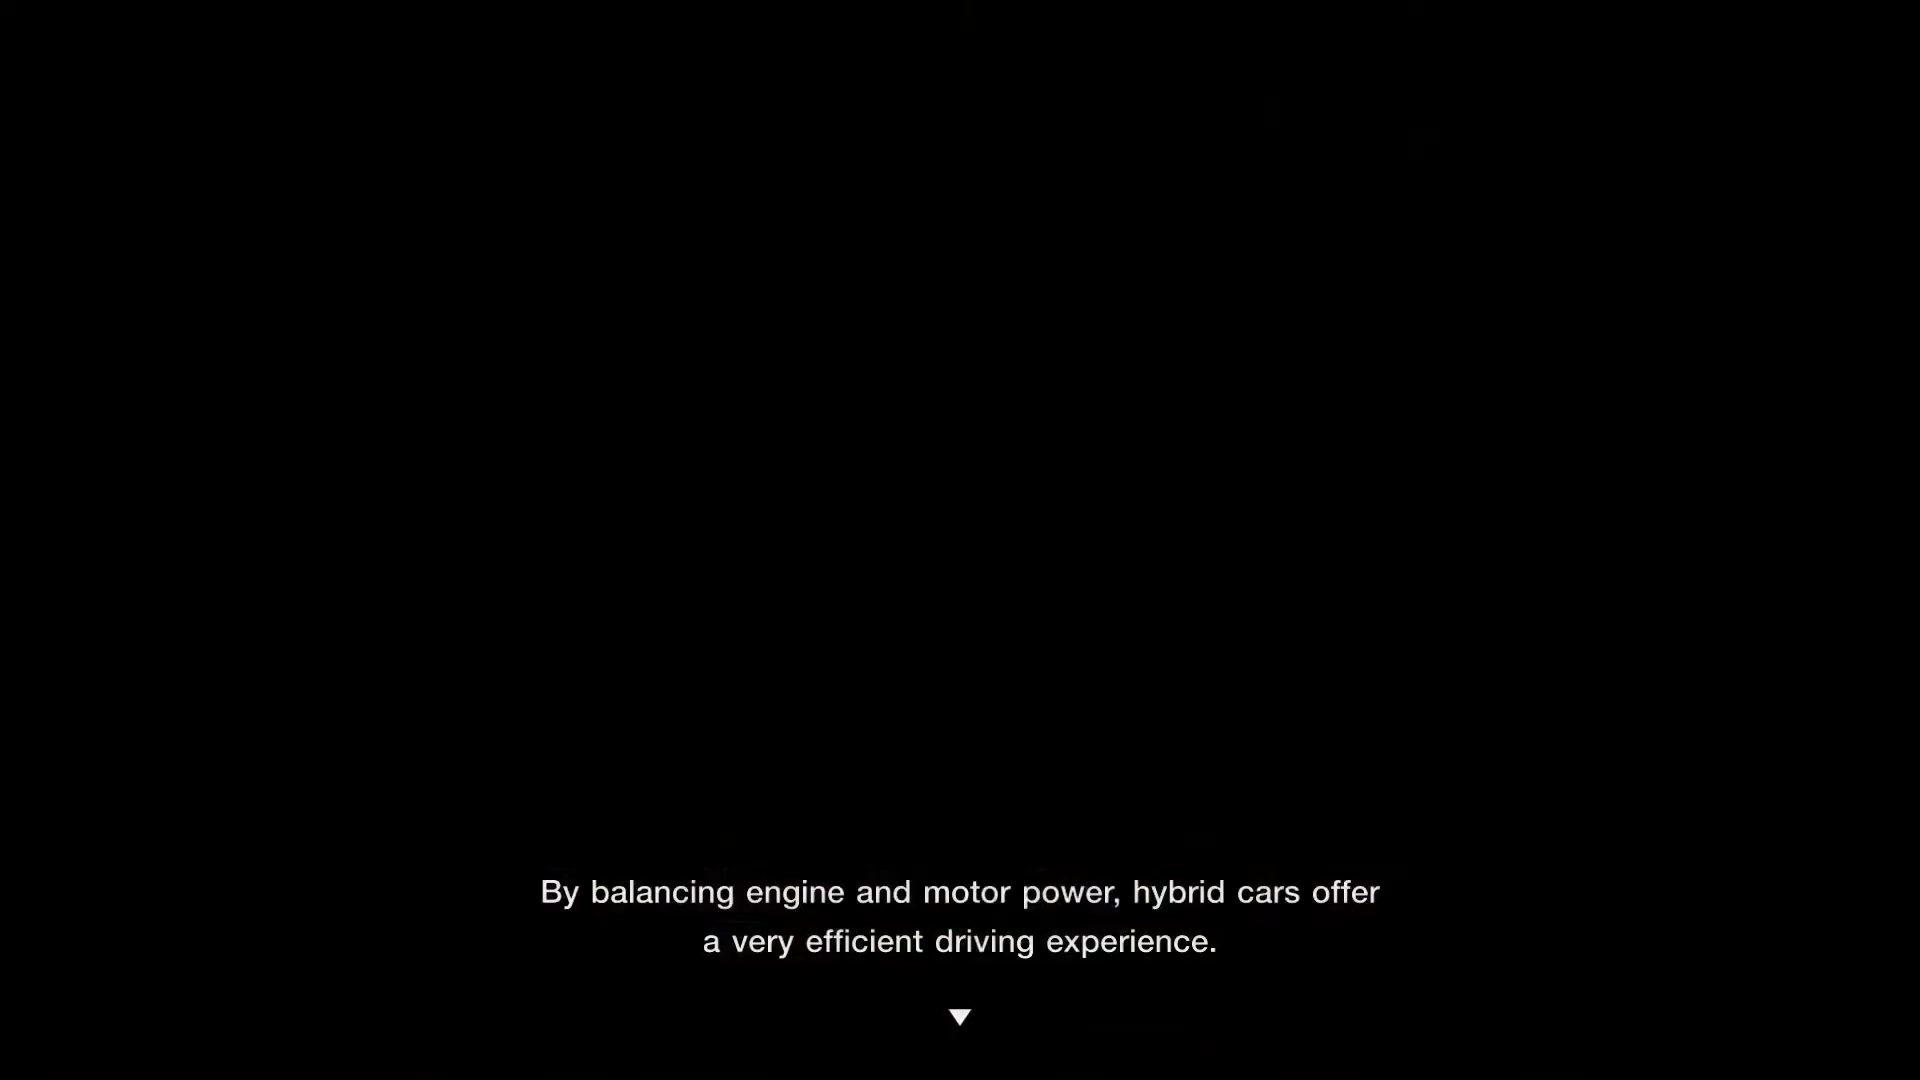 By balancing engine and motor power, hybrid cars offer
a very efficient driving experience.